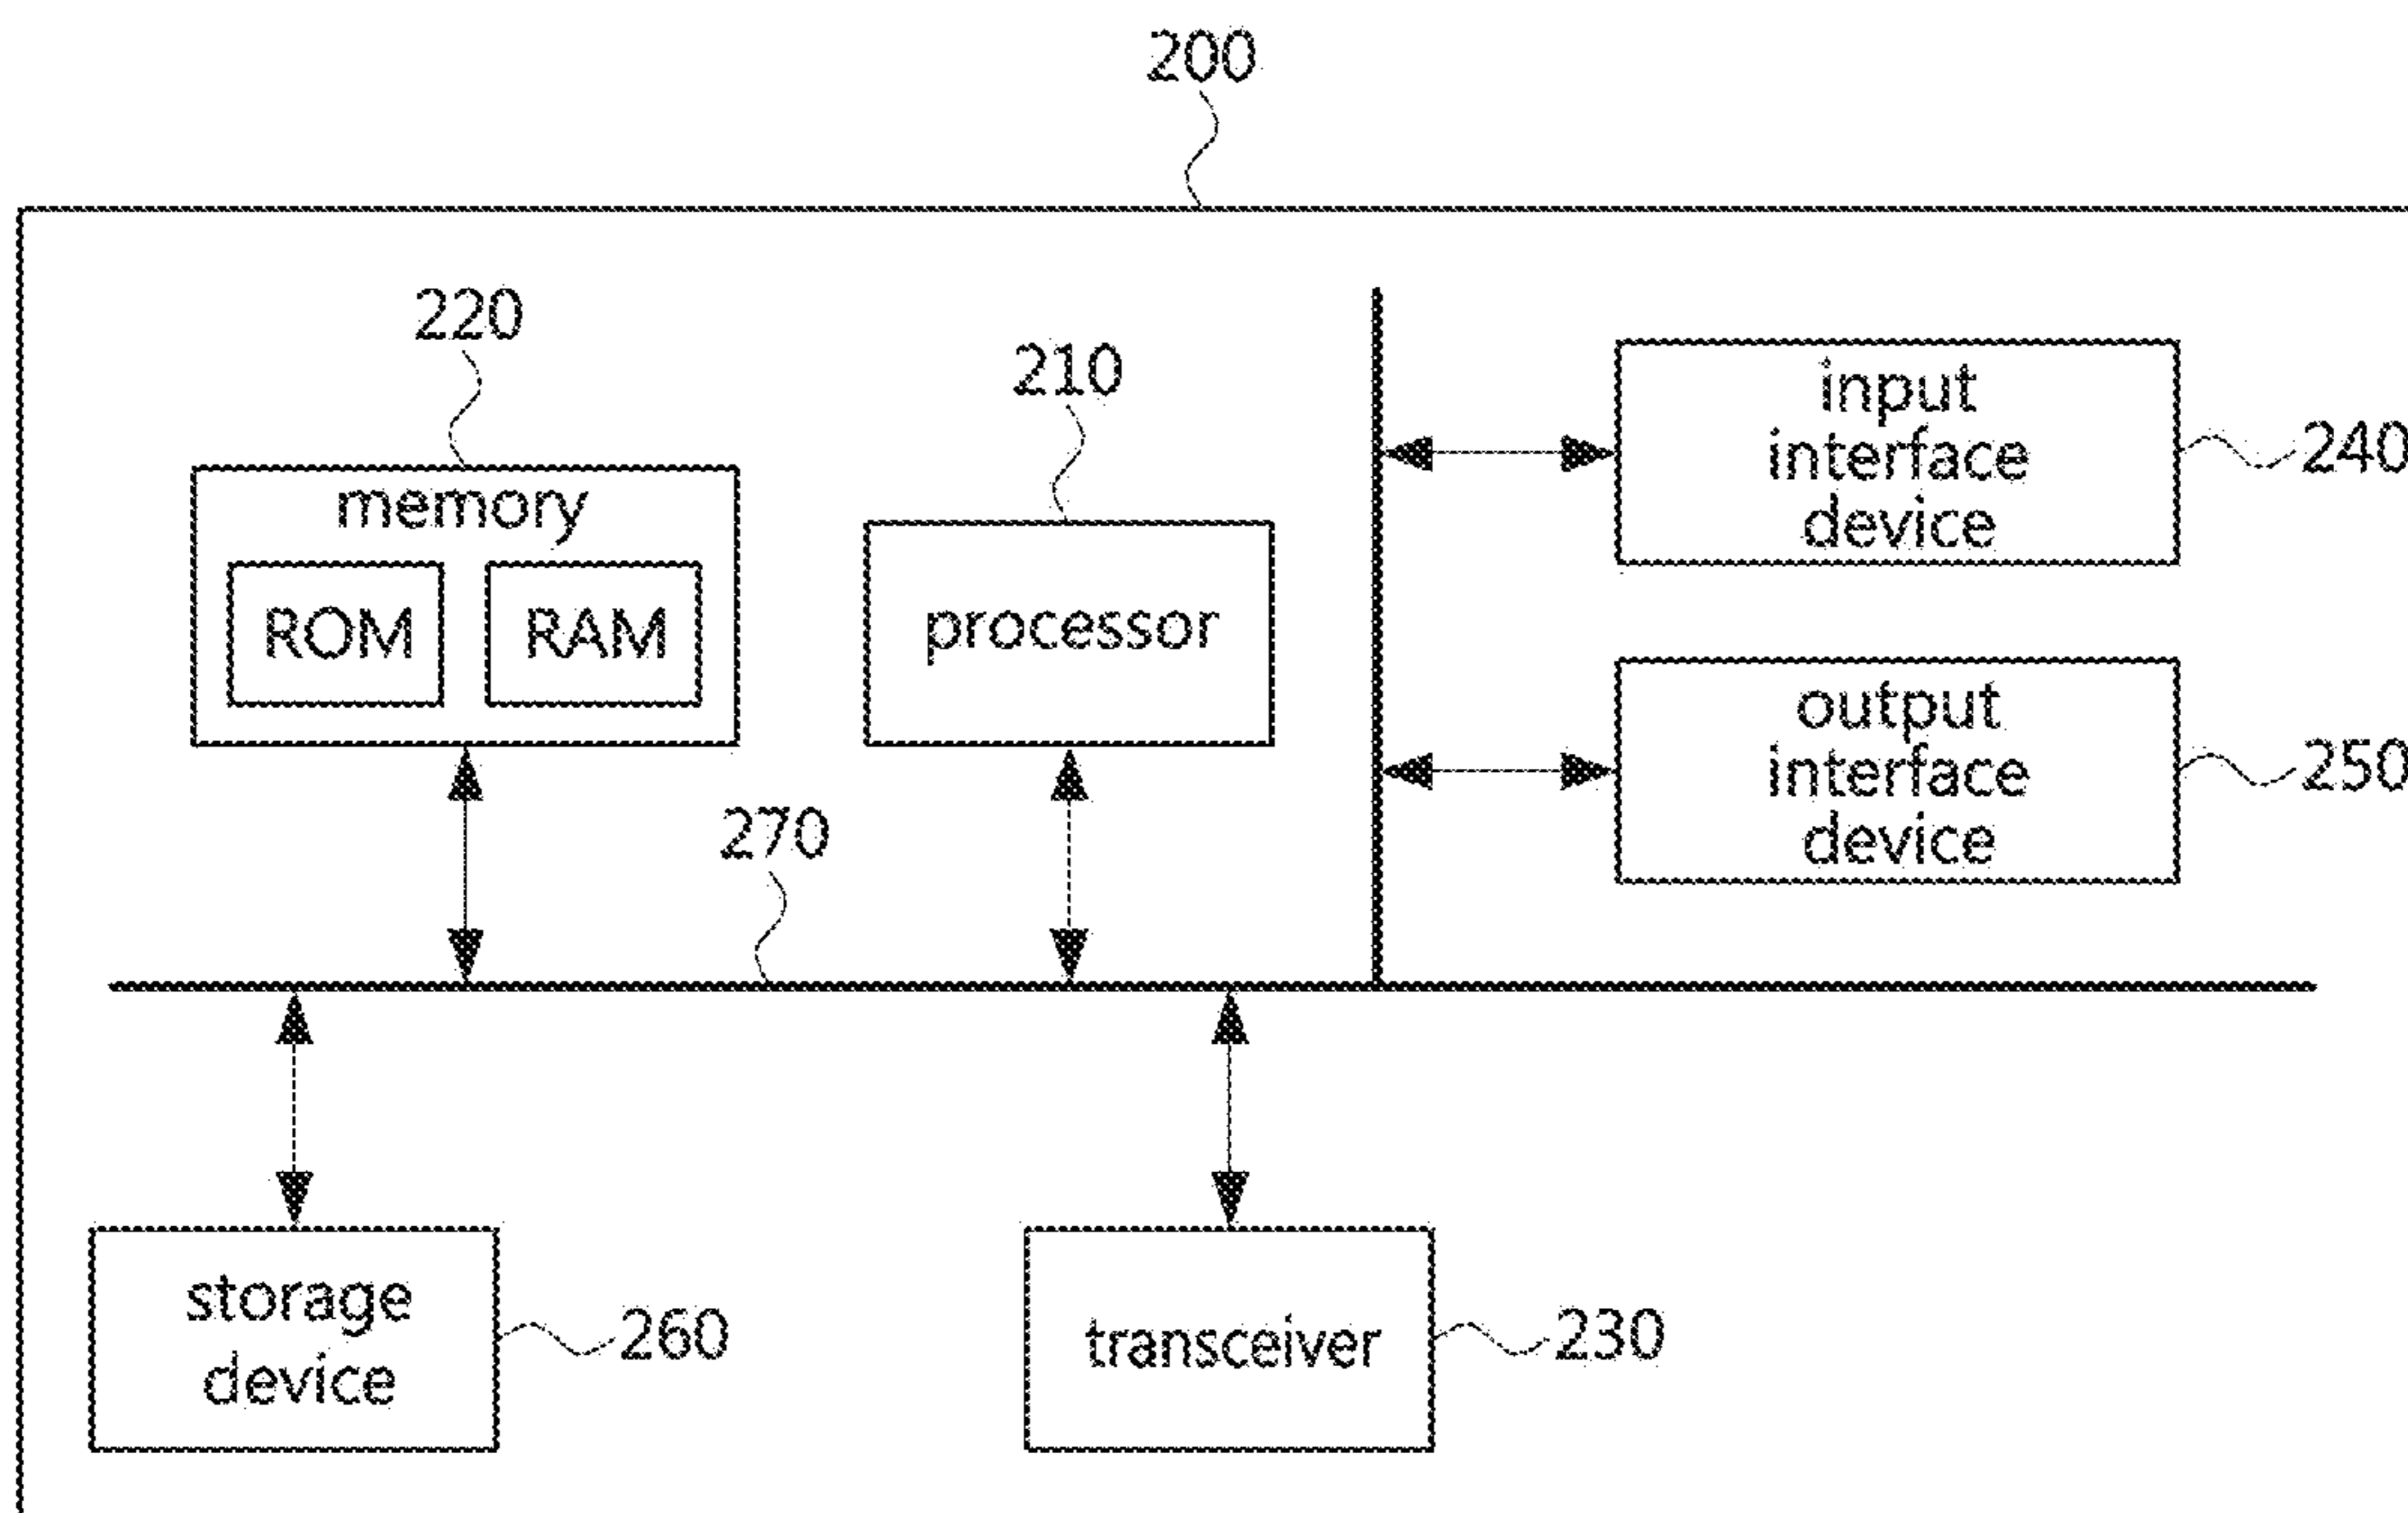 200
220
210
memory
ROM
RAM
processor
input
interface
device
240
output
interface
device
250
270
storage
device
260
transceiver
230